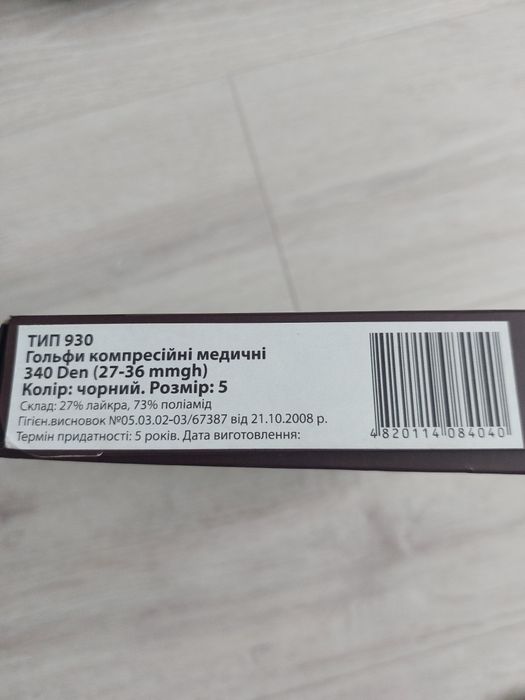 ТИП 930
Гольфи компресійні медичні
340 Den (27-36 mmgh)
Колір: чорний. Розмір: 5
Склад: 27% лайкра, 73% поліамід
Гігієн.висновок №05.03.02-03/67387 від 21.10.2008 р.
Термін придатності: 5 років. Дата виготовлення:
4820114084040